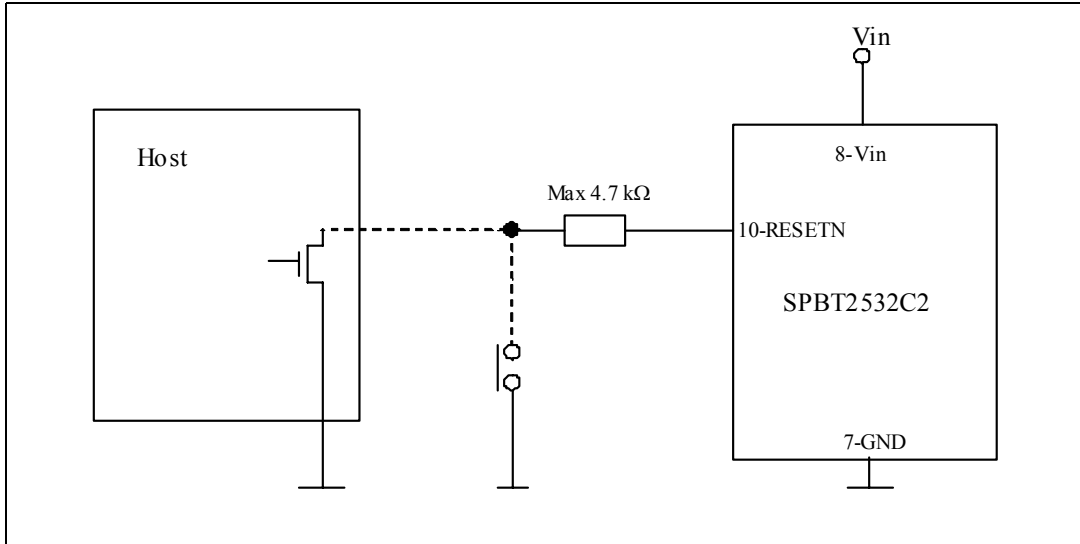 Vin
Host
8-Vin
Max 4.7 kΩ
10-RESETN
SPBT2532C2
7-GND